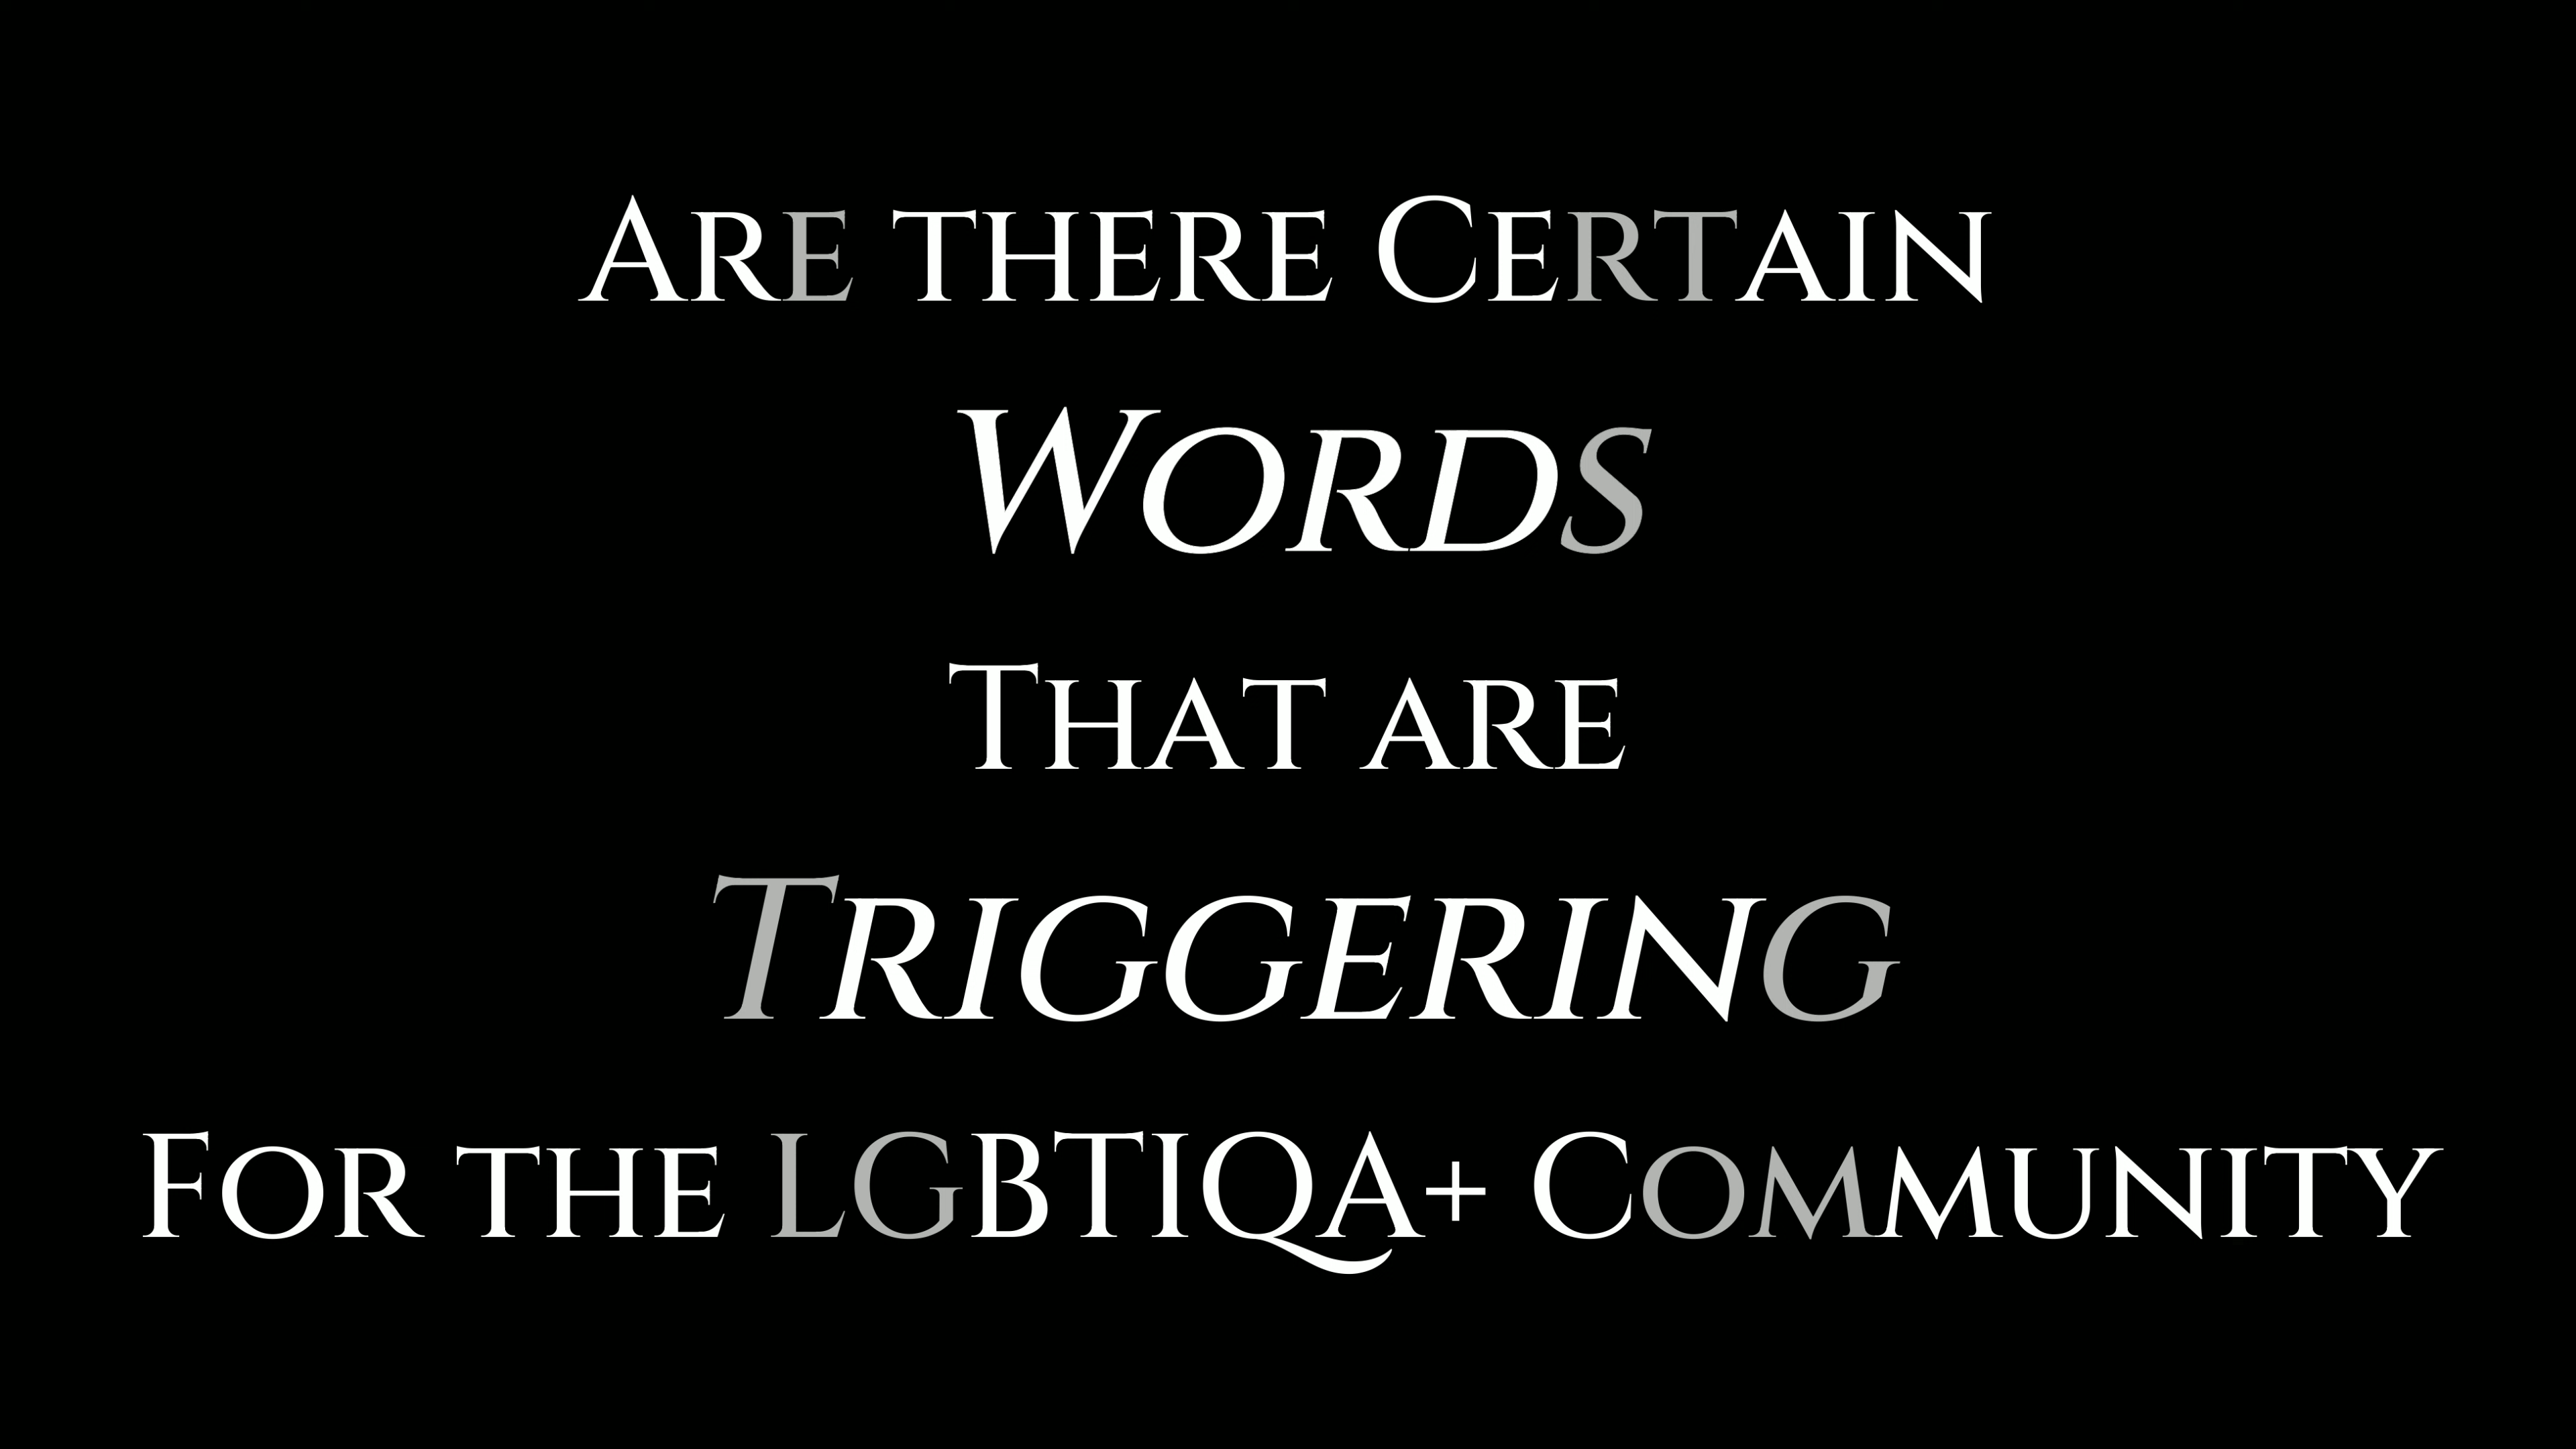 Are there Certain
Words
That are
Triggering
For the LGBTIQA+ Community